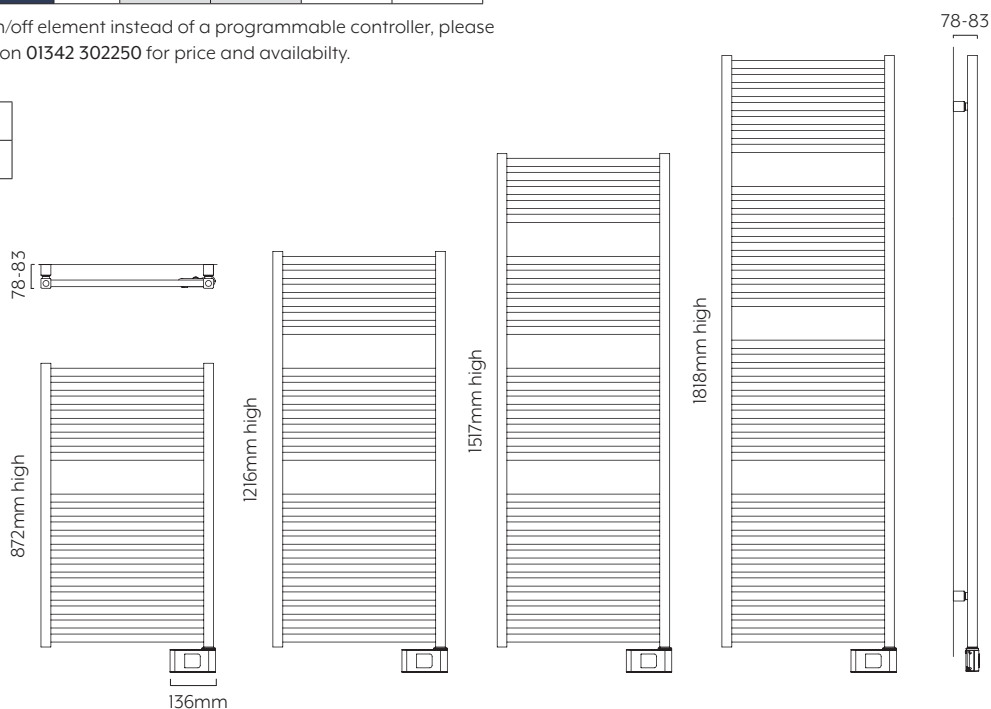 n/off element instead of a programmable controller, please
on 01342 302250 for price and availabilty.
78-83
78-83
872mm high
1216mm high
1517mm high
1818mm high
136mm